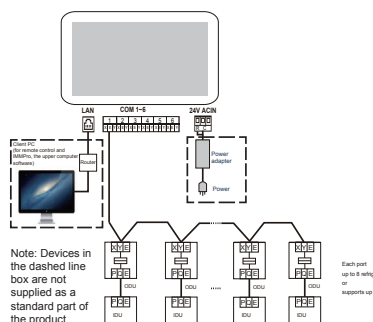 LAN COM 1~6 24V ACIN
1 2 3 4 5 6
Client PC
(for remote control and
IMMPro, the upper computer
software)
Router
Power
adapter
Power
Note: Devices in
the dashed line
box are not
supplied as a
standard part of
the product
X Y E X Y E X Y E X Y E
ODU ODU ..... ODU ODU
P Q E P Q E P Q E P Q E
P Q E P Q E P Q E P Q E
IDU IDU IDU IDU
Each port
up to 8 refrig
or
supports up